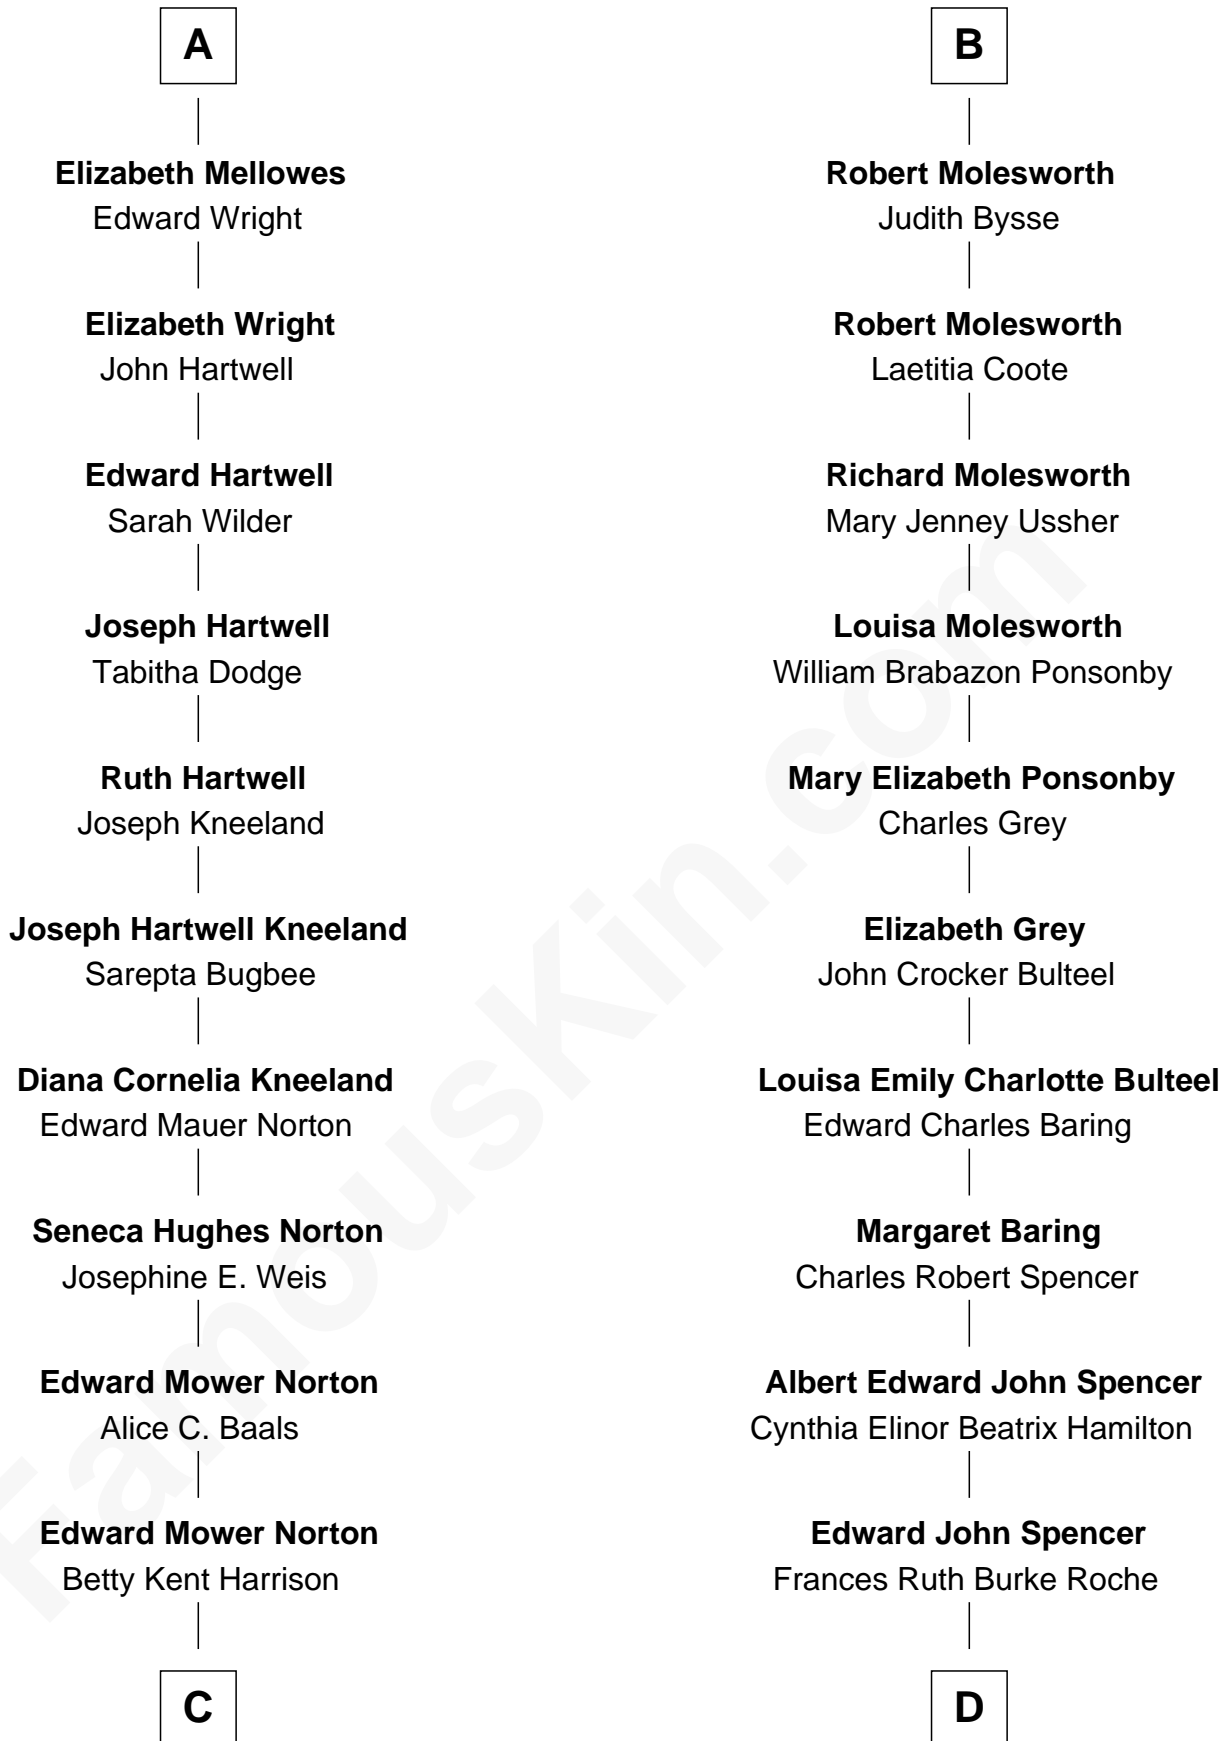 A
Elizabeth Mellowes
Edward Wright
Elizabeth Wright
John Hartwell
Edward Hartwell
Sarah Wilder
Joseph Hartwell
Tabitha Dodge
Ruth Hartwell
Joseph Kneeland
Joseph Hartwell Kneeland
Sarepta Bugbee
Diana Cornelia Kneeland
Edward Mauer Norton
Seneca Hughes Norton
Josephine E. Weis
Edward Mower Norton
Alice C. Baals
Edward Mower Norton
Betty Kent Harrison
C
B
Robert Molesworth
Judith Bysse
Robert Molesworth
Laetitia Coote
Richard Molesworth
Mary Jenney Ussher
Louisa Molesworth
William Brabazon Ponsonby
Mary Elizabeth Ponsonby
Charles Grey
Elizabeth Grey
John Crocker Bulteel
Louisa Emily Charlotte Bulteel
Edward Charles Baring
Margaret Baring
Charles Robert Spencer
Albert Edward John Spencer
Cynthia Elinor Beatrix Hamilton
Edward John Spencer
Frances Ruth Burke Roche
D
FamousKin.com